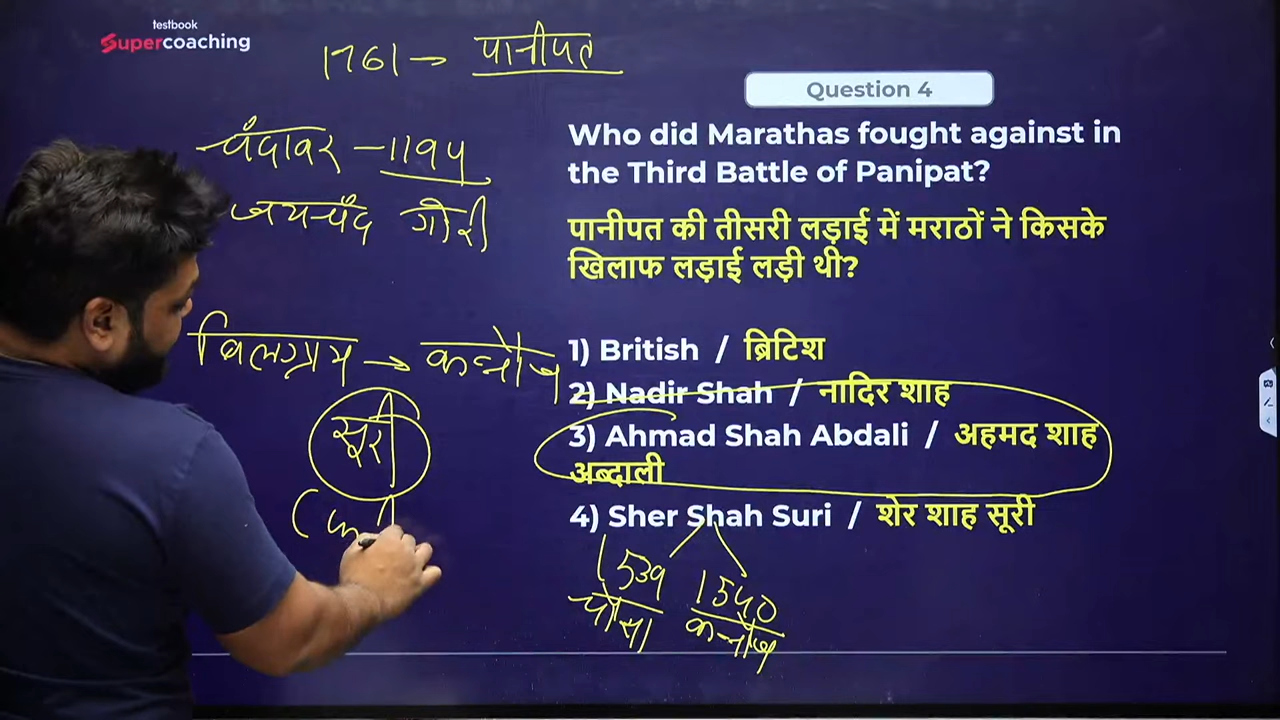 testbook
Supercoaching
1761 → पानीपत
चंदावर - 1194
जयचंद गोरी
बिलग्राम → कन्नौज
सूरी
Question 4
Who did Marathas fought against in
the Third Battle of Panipat?
पानीपत की तीसरी लड़ाई में मराठों ने किसके
खिलाफ लड़ाई लड़ी थी?
1) British / ब्रिटिश
2) Nadir Shah / नादिर शाह
3) Ahmad Shah Abdali / अहमद शाह
अब्दाली
4) Sher Shah Suri / शेर शाह सूरी
1539 1540
चौसा कन्नौज